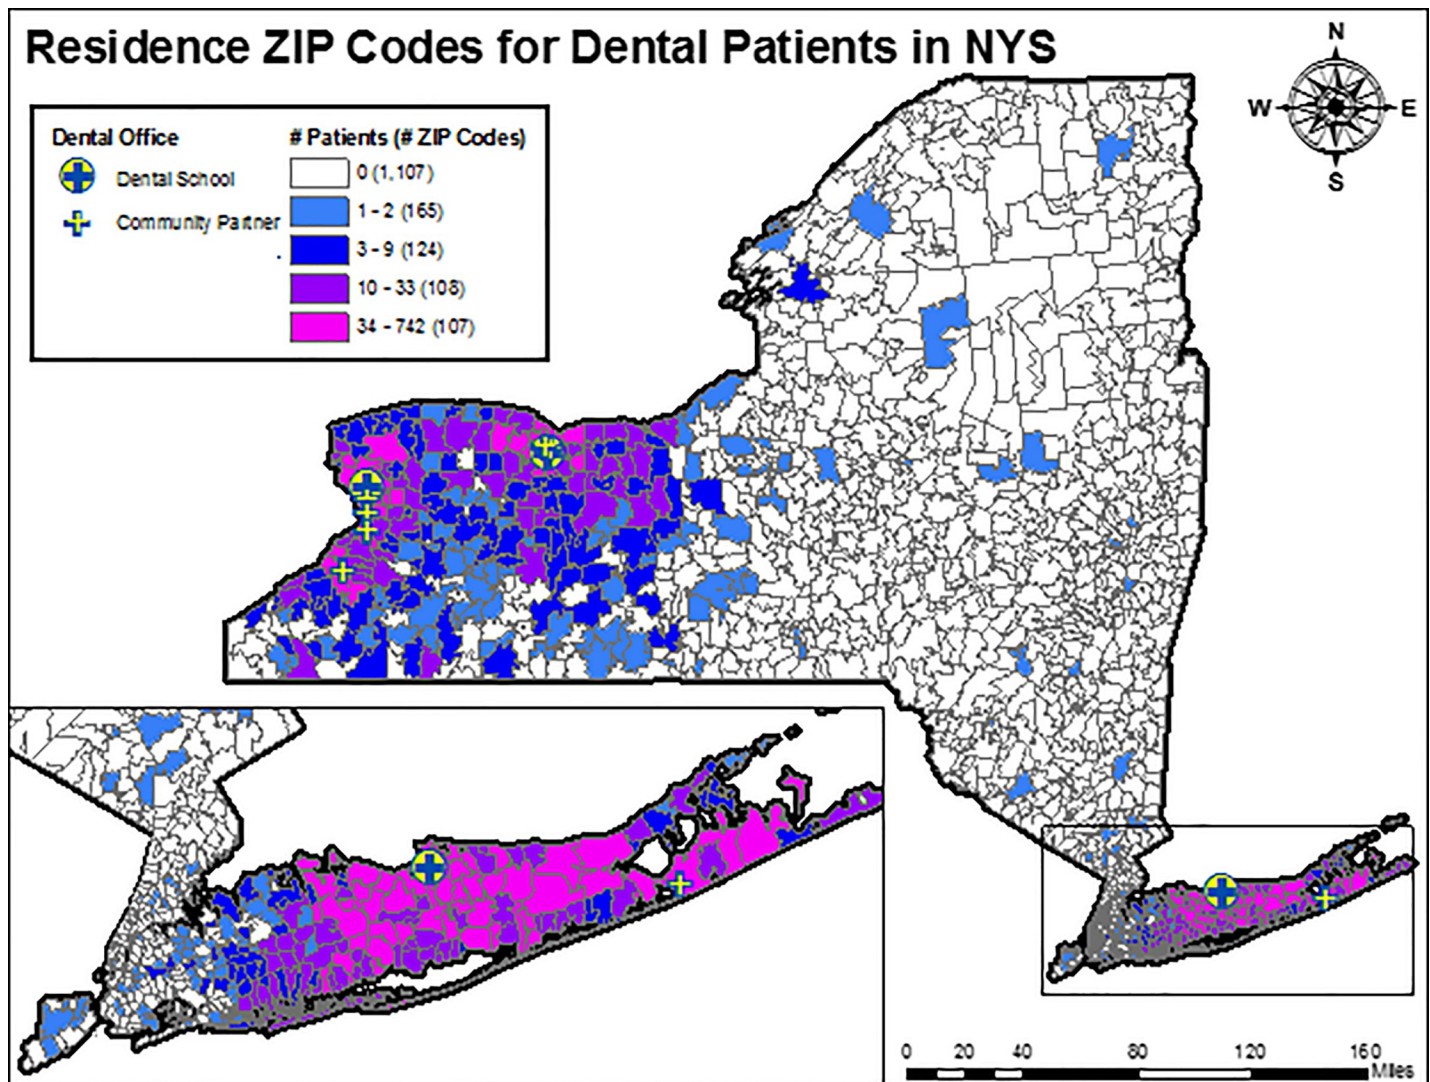 Residence ZIP Codes for Dental Patients in NYS
N
W E
S
Dental Office
Dental School
Community Partner
# Patients (# ZIP Codes)
0 (1,107)
1 - 2 (165)
3 - 9 (124)
10 - 33 (108)
34 - 742 (107)
0 20 40 80 120 160
Miles